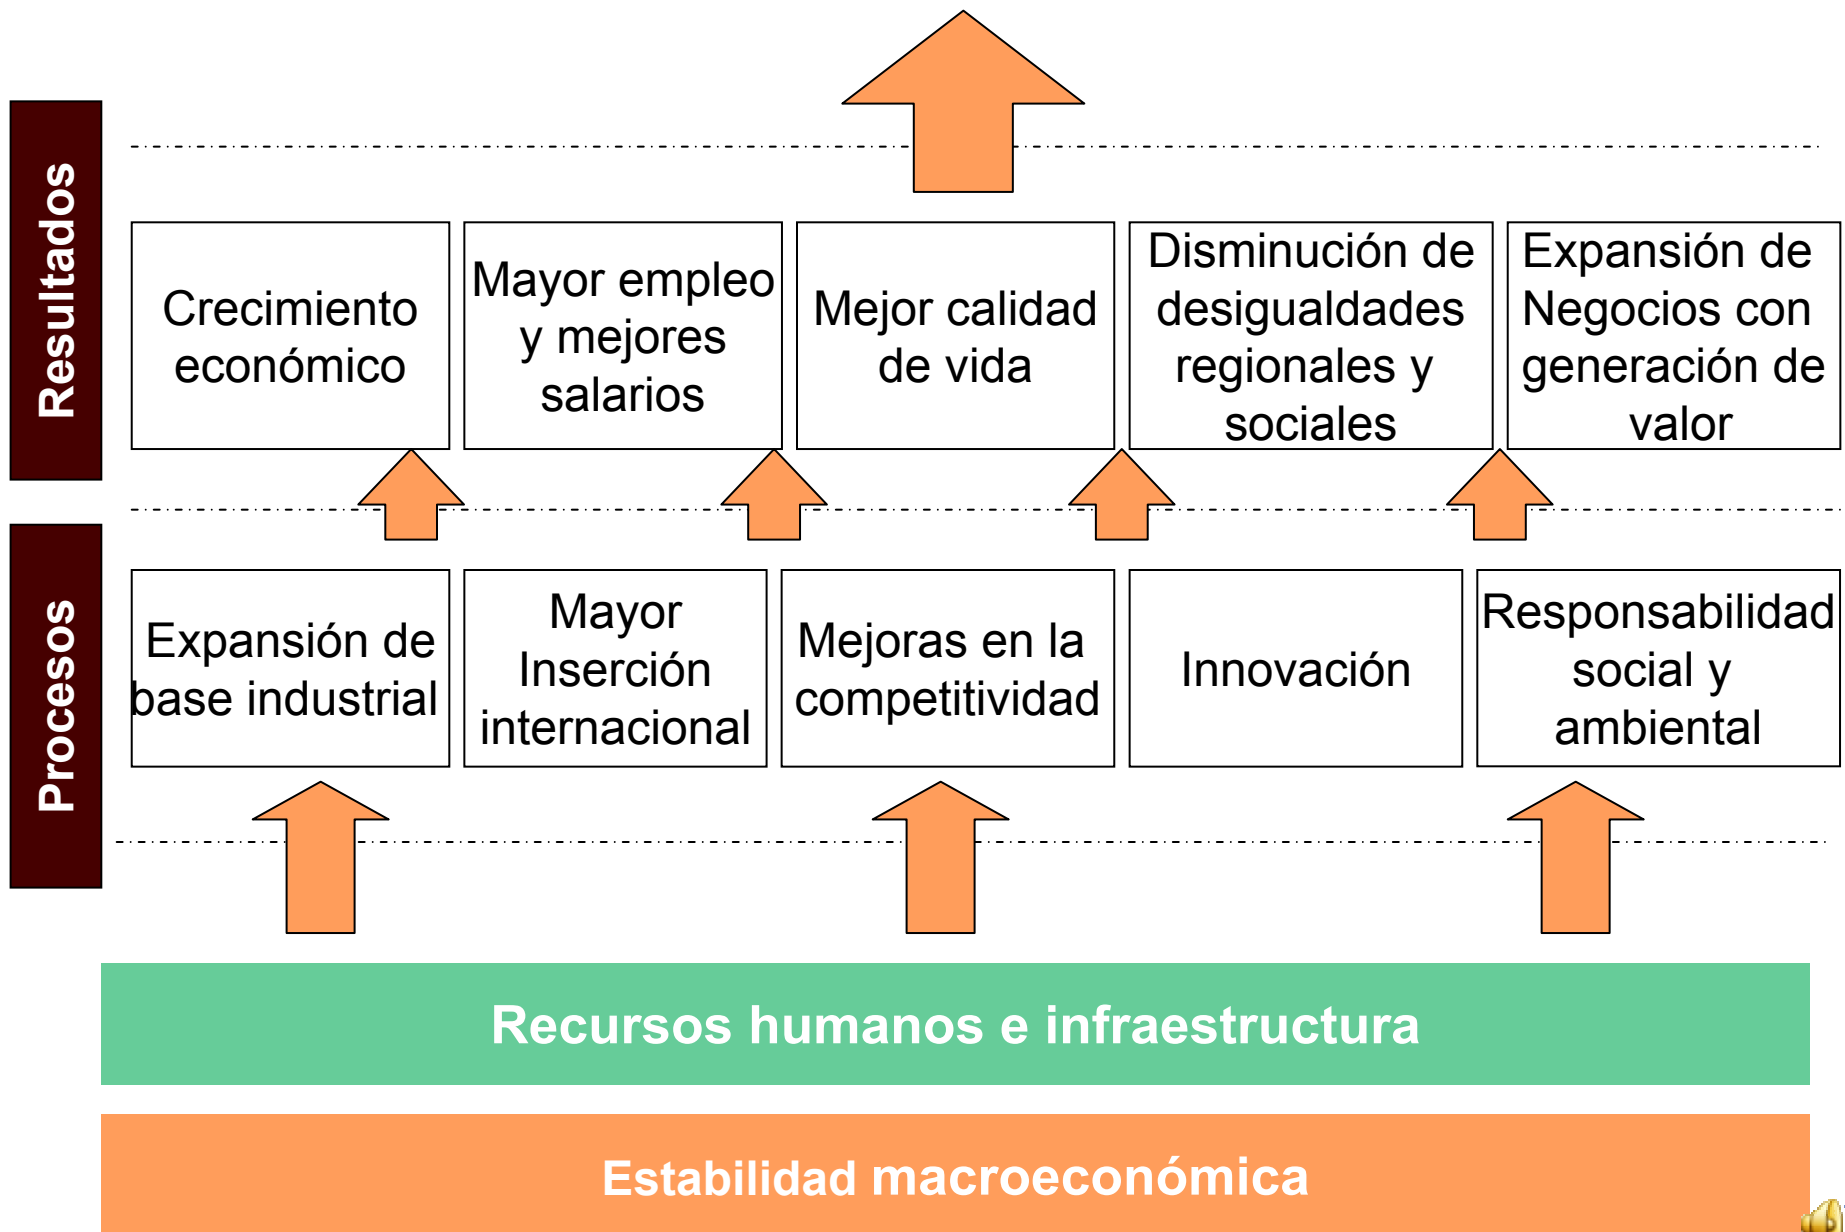 Resultados
Crecimiento
económico
Mayor empleo
y mejores
salarios
Mejor calidad
de vida
Disminución de
desigualdades
regionales y
sociales
Expansión de
Negocios con
generación de
valor
Procesos
Expansión de
base industrial
Mayor
Inserción
internacional
Mejoras en la
competitividad
Innovación
Responsabilidad
social y
ambiental
Recursos humanos e infraestructura
Estabilidad macroeconómica